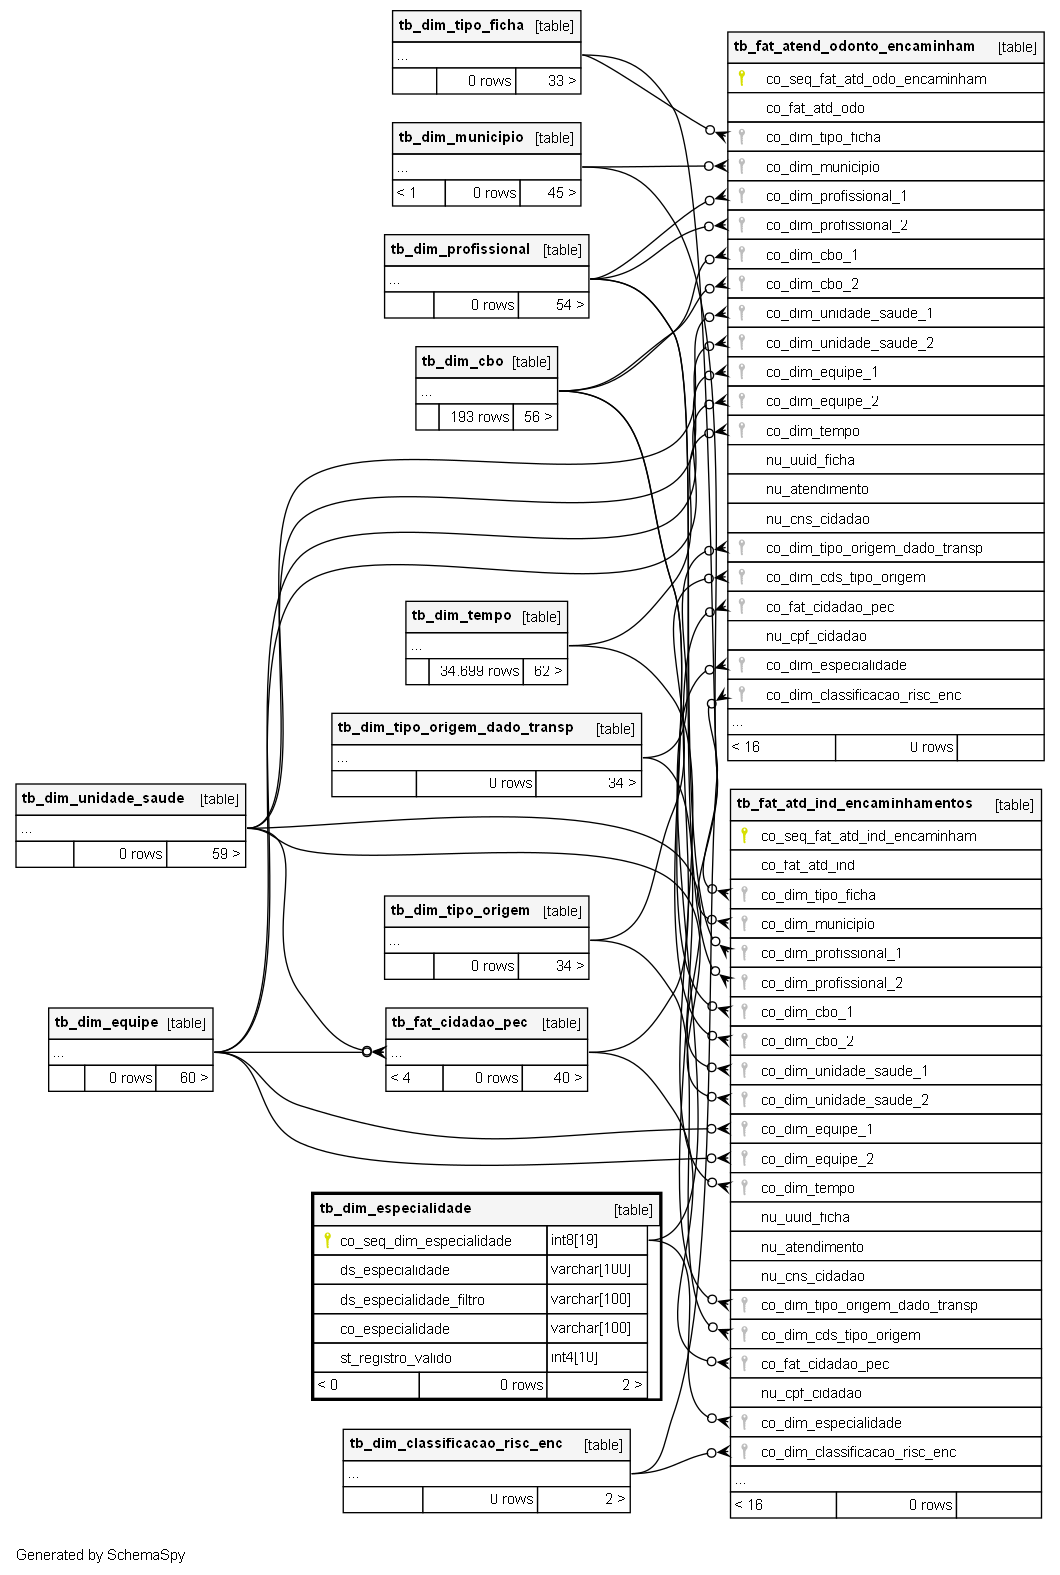 tb_dim_tipo_ficha [table]
...
0 rows 33 >
tb_dim_municipio [table]
...
< 1 0 rows 45 >
tb_dim_profissional [table]
...
0 rows 54 >
tb_dim_cbo [table]
...
193 rows 56 >
tb_dim_tempo [table]
...
34.699 rows 62 >
tb_dim_tipo_origem_dado_transp [table]
...
0 rows 34 >
tb_dim_unidade_saude [table]
...
0 rows 59 >
tb_dim_tipo_origem [table]
...
0 rows 34 >
tb_dim_equipe [table]
...
0 rows 60 >
tb_fat_cidadao_pec [table]
...
< 4 0 rows 40 >
tb_dim_especialidade [table]
co_seq_dim_especialidade int8[19]
ds_especialidade varchar[100]
ds_especialidade_filtro varchar[100]
co_especialidade varchar[100]
st_registro_valido int4[10]
< 0 0 rows 2 >
tb_dim_classificacao_risc_enc [table]
...
0 rows 2 >
tb_fat_atend_odonto_encaminham [table]
co_seq_fat_atd_odo_encaminham
co_fat_atd_odo
co_dim_tipo_ficha
co_dim_municipio
co_dim_profissional_1
co_dim_profissional_2
co_dim_cbo_1
co_dim_cbo_2
co_dim_unidade_saude_1
co_dim_unidade_saude_2
co_dim_equipe_1
co_dim_equipe_2
co_dim_tempo
nu_uuid_ficha
nu_atendimento
nu_cns_cidadao
co_dim_tipo_origem_dado_transp
co_dim_cds_tipo_origem
co_fat_cidadao_pec
nu_cpf_cidadao
co_dim_especialidade
co_dim_classificacao_risc_enc
...
< 16 0 rows
tb_fat_atd_ind_encaminhamentos [table]
co_seq_fat_atd_ind_encaminham
co_fat_atd_ind
co_dim_tipo_ficha
co_dim_municipio
co_dim_profissional_1
co_dim_profissional_2
co_dim_cbo_1
co_dim_cbo_2
co_dim_unidade_saude_1
co_dim_unidade_saude_2
co_dim_equipe_1
co_dim_equipe_2
co_dim_tempo
nu_uuid_ficha
nu_atendimento
nu_cns_cidadao
co_dim_tipo_origem_dado_transp
co_dim_cds_tipo_origem
co_fat_cidadao_pec
nu_cpf_cidadao
co_dim_especialidade
co_dim_classificacao_risc_enc
...
< 16 0 rows
Generated by SchemaSpy